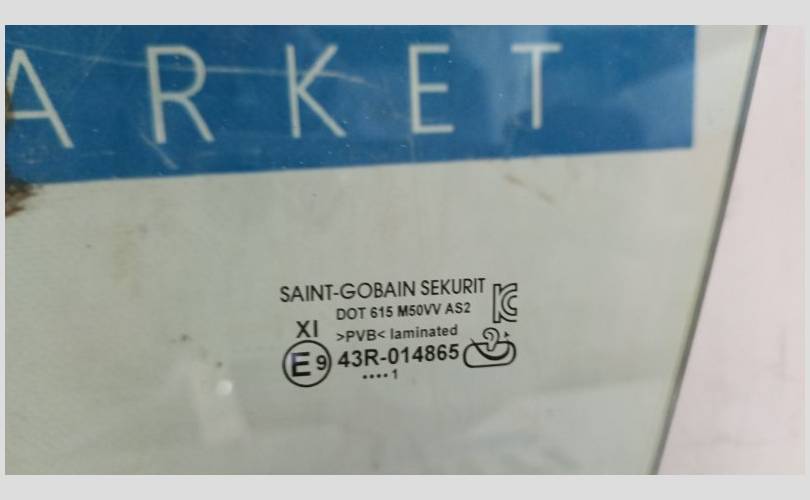 ARKET
SAINT-GOBAIN SEKURIT
DOT 615 M50VV AS2
XI >PVB< laminated
E9 43R-014865
....1